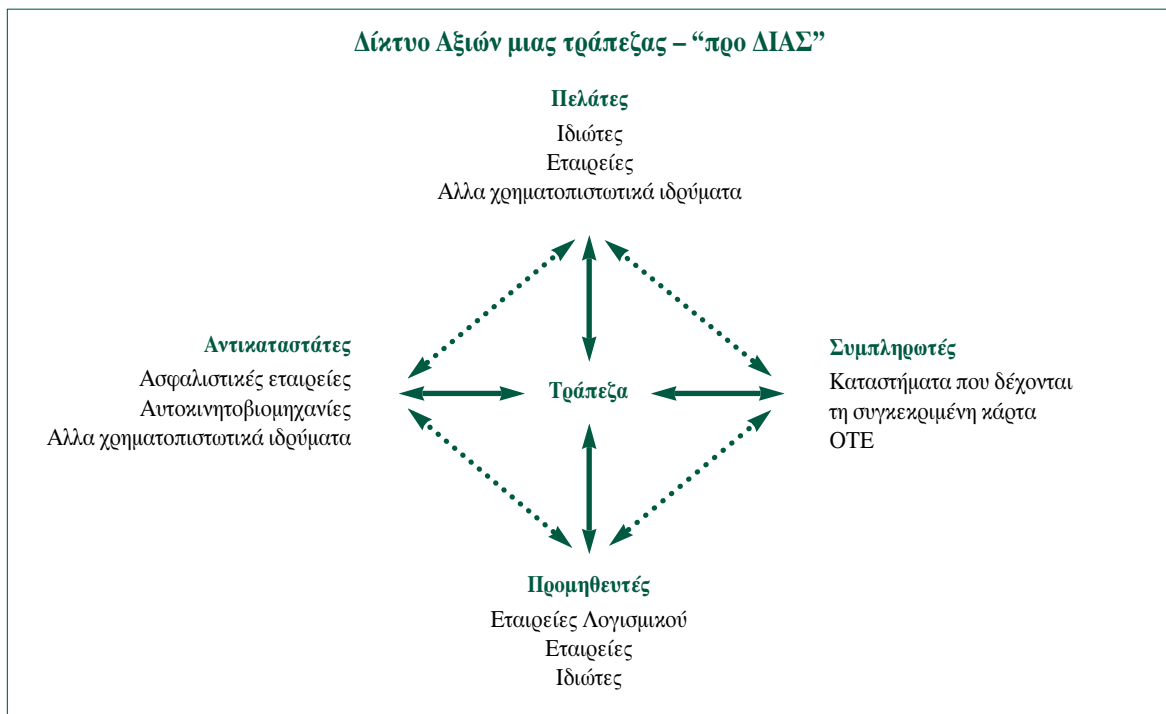 Δίκτυο Αξιών μιας τράπεζας – “προ ΔΙΑΣ”
Πελάτες
Ιδιώτες
Εταιρείες
Αλλα χρηματοπιστωτικά ιδρύματα
Αντικαταστάτες
Ασφαλιστικές εταιρείες
Αυτοκινητοβιομηχανίες
Αλλα χρηματοπιστωτικά ιδρύματα
Τράπεζα
Συμπληρωτές
Καταστήματα που δέχονται
τη συγκεκριμένη κάρτα
ΟΤΕ
Προμηθευτές
Εταιρείες Λογισμικού
Εταιρείες
Ιδιώτες